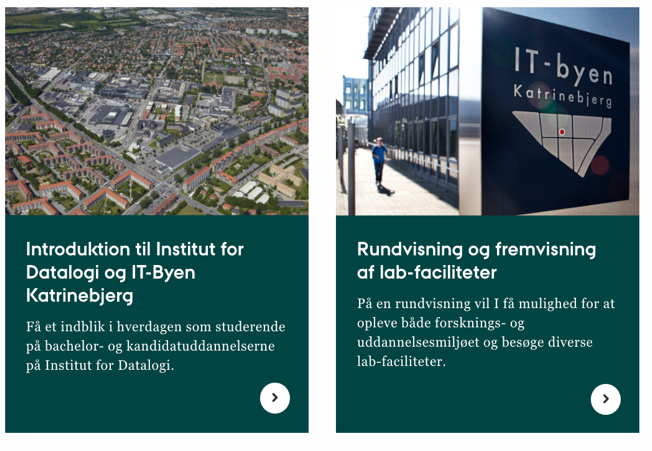 IT-byen
Katrinebjerg
Introduktion til Institut for
Datalogi og IT-Byen
Katrinebjerg
Få et indblik i hverdagen som studerende
på bachelor- og kandidatuddannelserne
på Institut for Datalogi.
Rundvisning og fremvisning
af lab-faciliteter
På en rundvisning vil I få mulighed for at
opleve både forsknings- og
uddannelsesmiljøet og besøge diverse
lab-faciliteter.